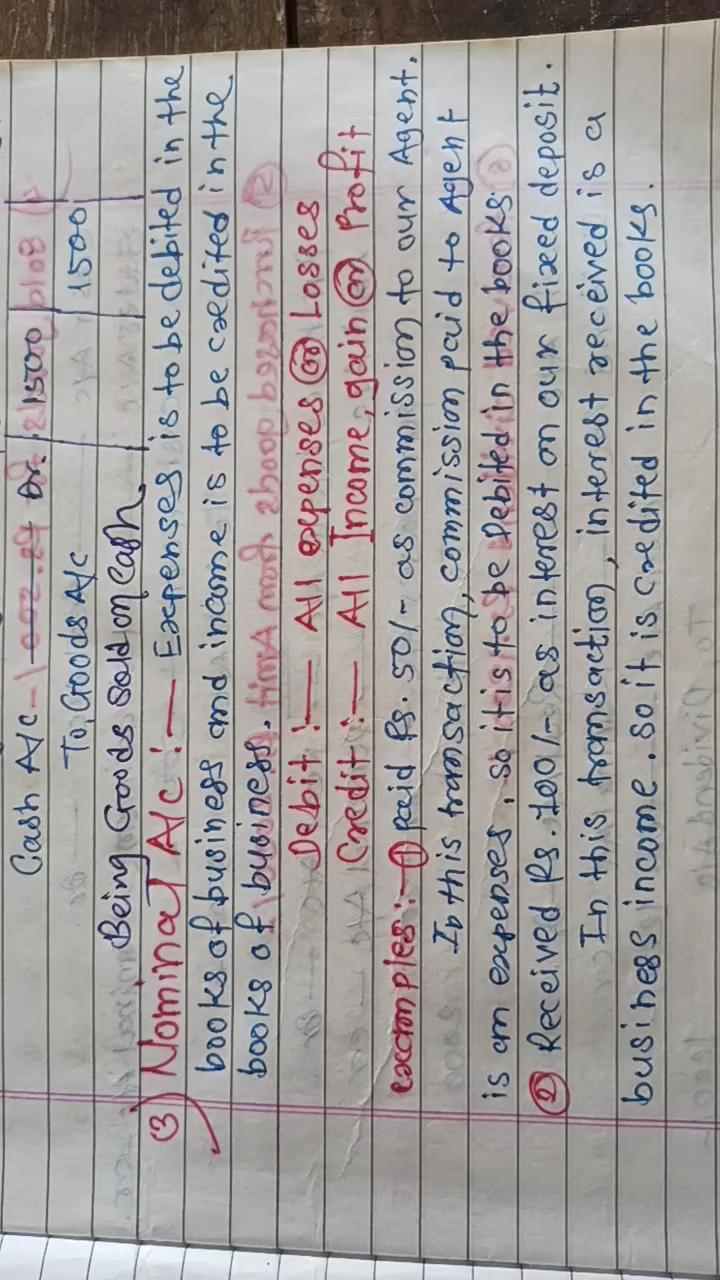 Cash A/c Dr. 1500
To, Goods A/c 1500
Being Goods Sold on Cash.
(3) Nominal A/c :— Expenses is to be debited in the
books of business and income is to be credited in the
books of business.
Debit :— All expenses or Losses
Credit :— All Income, gain or Profit
examples :- (1) Paid Rs. 50/- as commission to our Agent.
In this transaction, commission paid to Agent
is an expenses. so it is to be Debited in the books.
(2) Received Rs. 100/- as interest on our fixed deposit.
In this transaction, interest received is a
business income. so it is credited in the books.